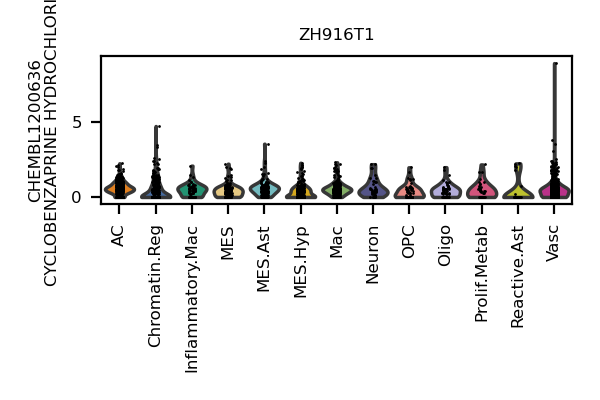 ZH916T1
CHEMBL1200636
CYCLOBENZAPRINE
5
0
AC
Chromatin.Reg
Inflammatory.Mac
MES
MES.Ast
MES.Hyp
Mac
Neuron
OPC
Oligo
Prolif.Metab
Reactive.Ast
Vasc